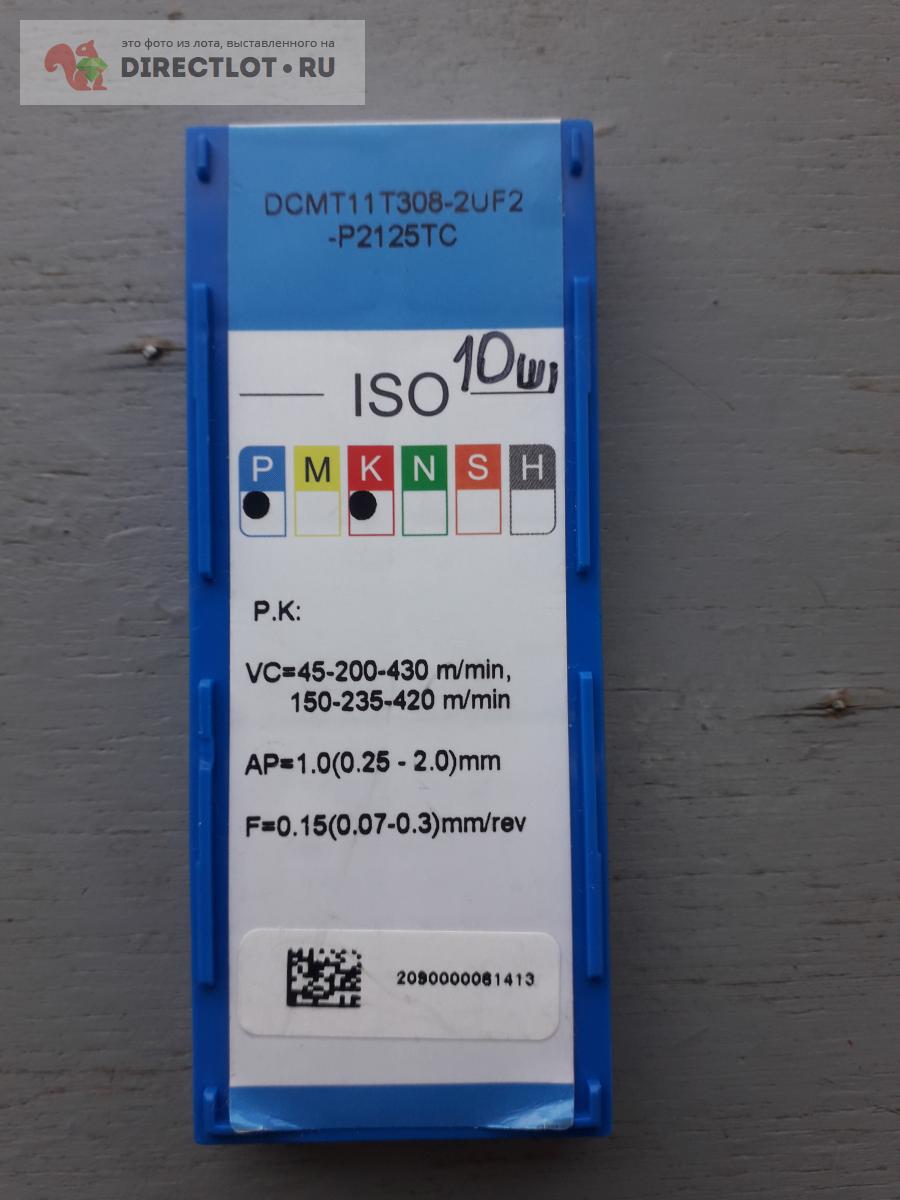 это фото из лота, выставленного на
DIRECTLOT•RU
DCMT11T308-2UF2
-P2125TC
10шт
ISO
P M K N S H
P.K:
VC=45-200-430 m/min,
150-235-420 m/min
AP=1.0(0.25 - 2.0)mm
F=0.15(0.07-0.3)mm/rev
2090000061413